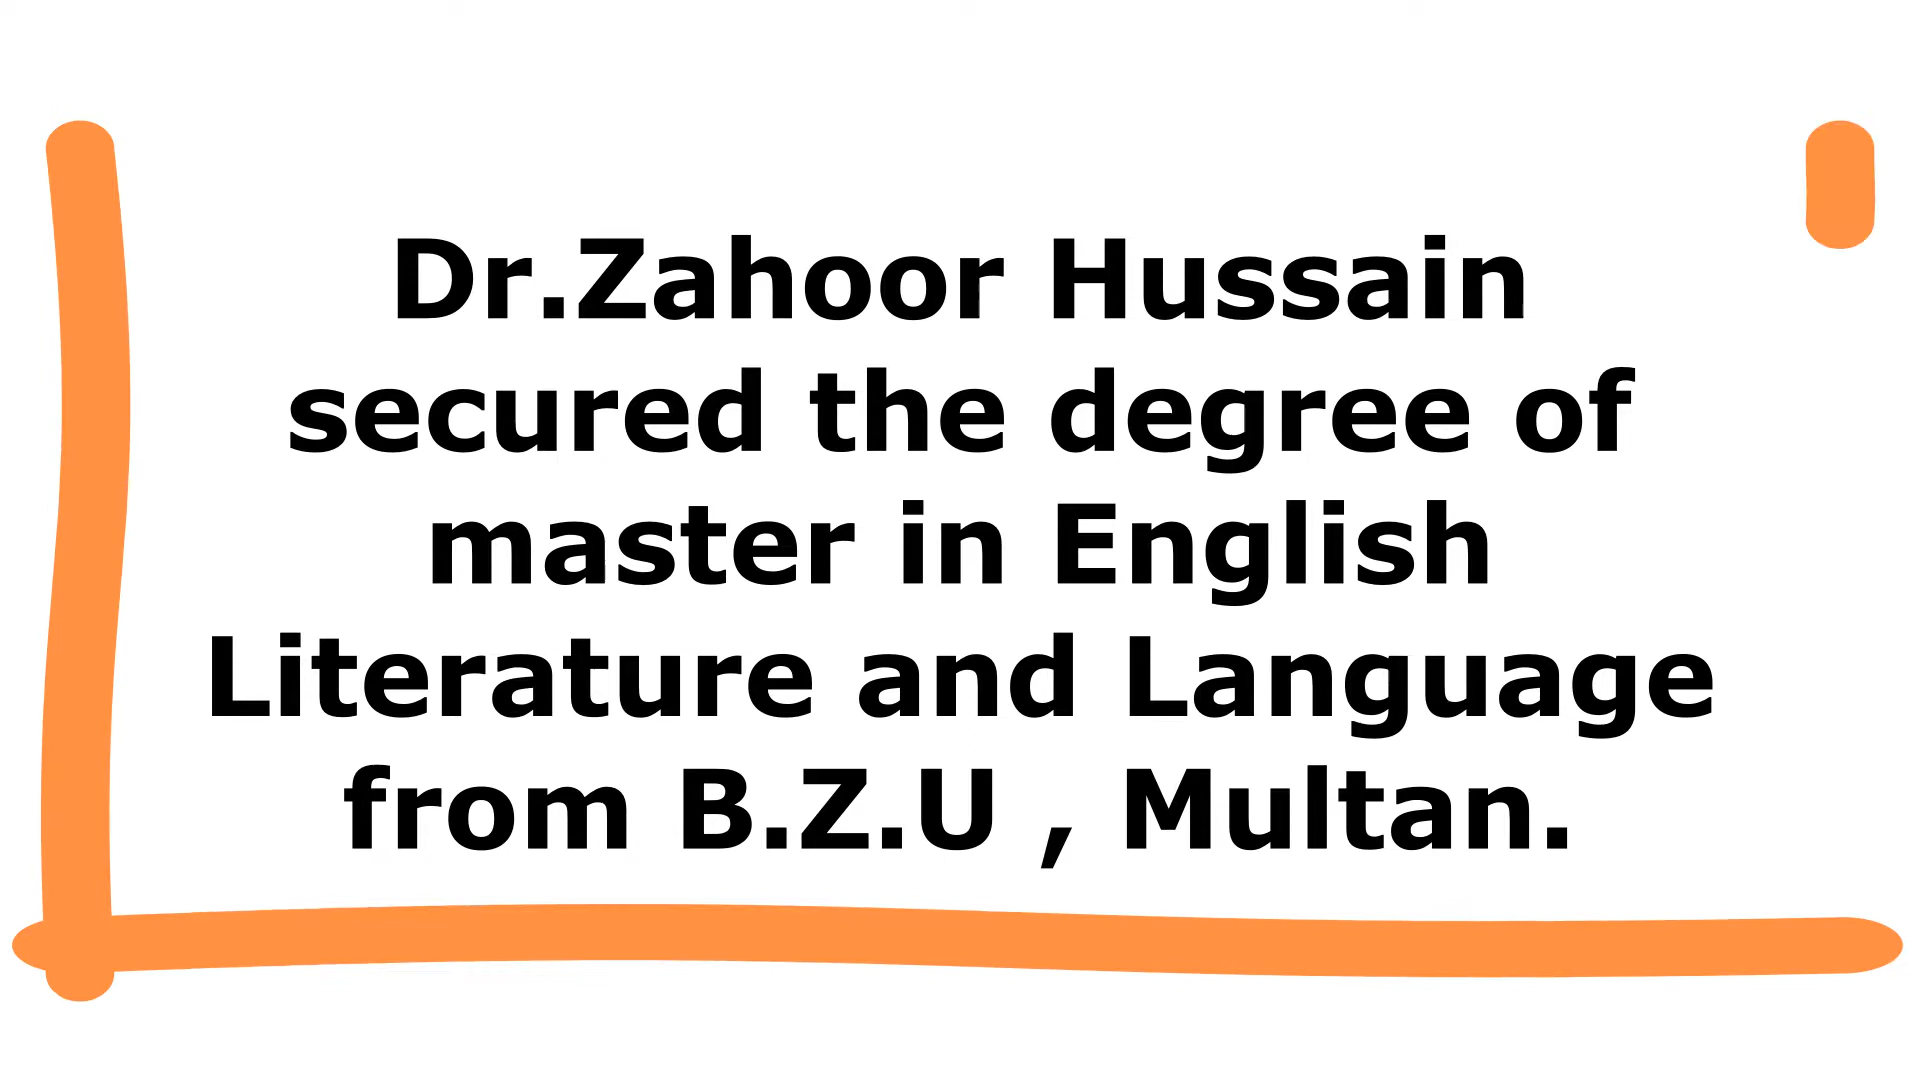 Dr.Zahoor Hussain
secured the degree of
master in English
Literature and Language
from B.Z.U , Multan.